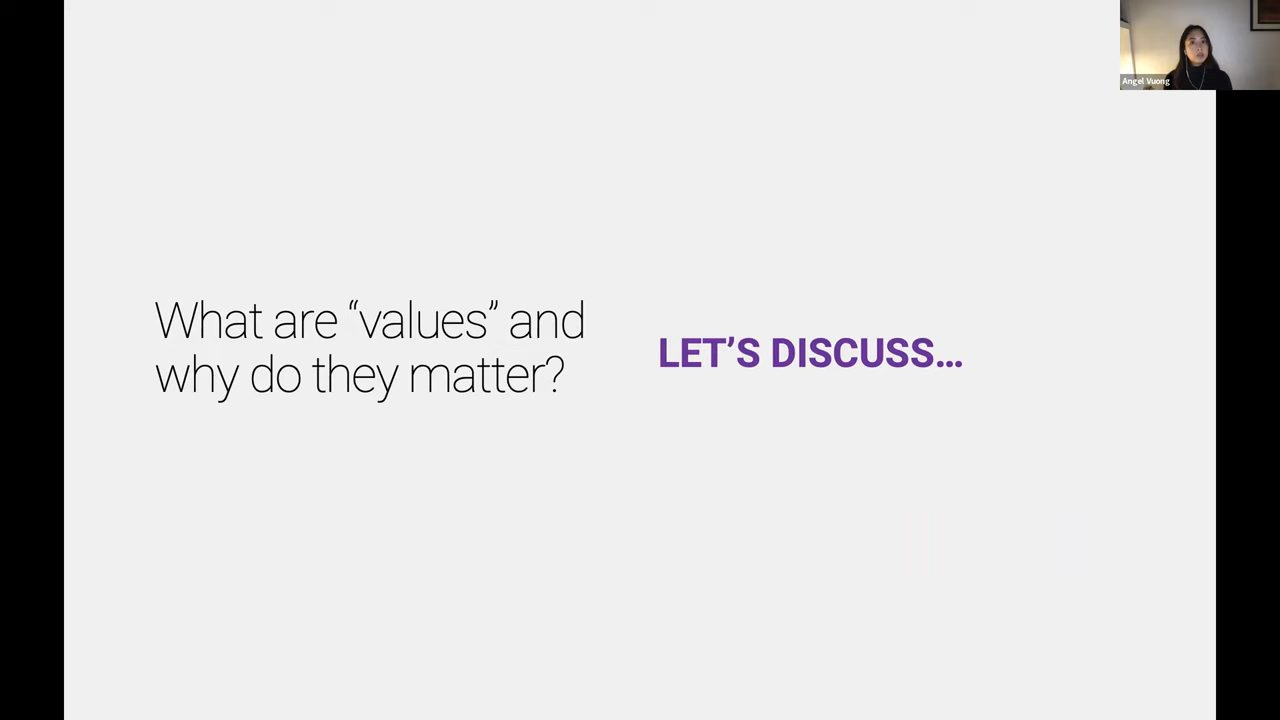 Angel Vuong
What are “values” and
why do they matter?
LET’S DISCUSS...